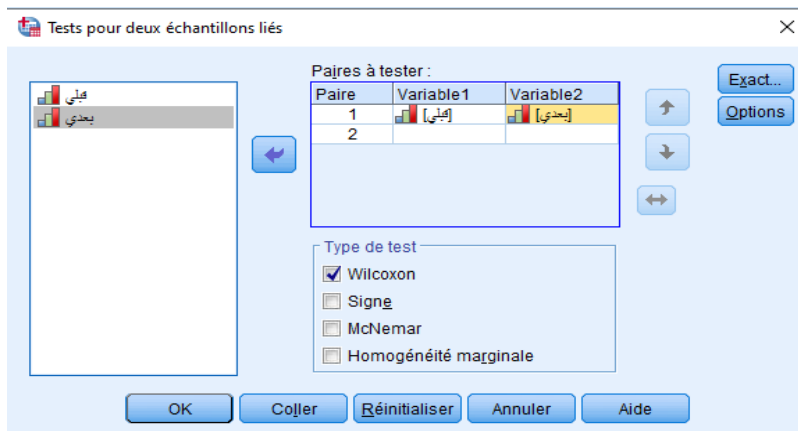 Tests pour deux échantillons liés
قبلي
بعدي
Paires à tester :
Paire Variable1 Variable2
1 [قبلي] [بعدي]
2
Exact...
Options
Type de test
Wilcoxon
Signe
McNemar
Homogénéité marginale
OK Coller Réinitialiser Annuler Aide